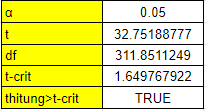 α 0.05
t 32.75188777
df 311.8511249
t-crit 1.649767922
thitung>t-crit TRUE